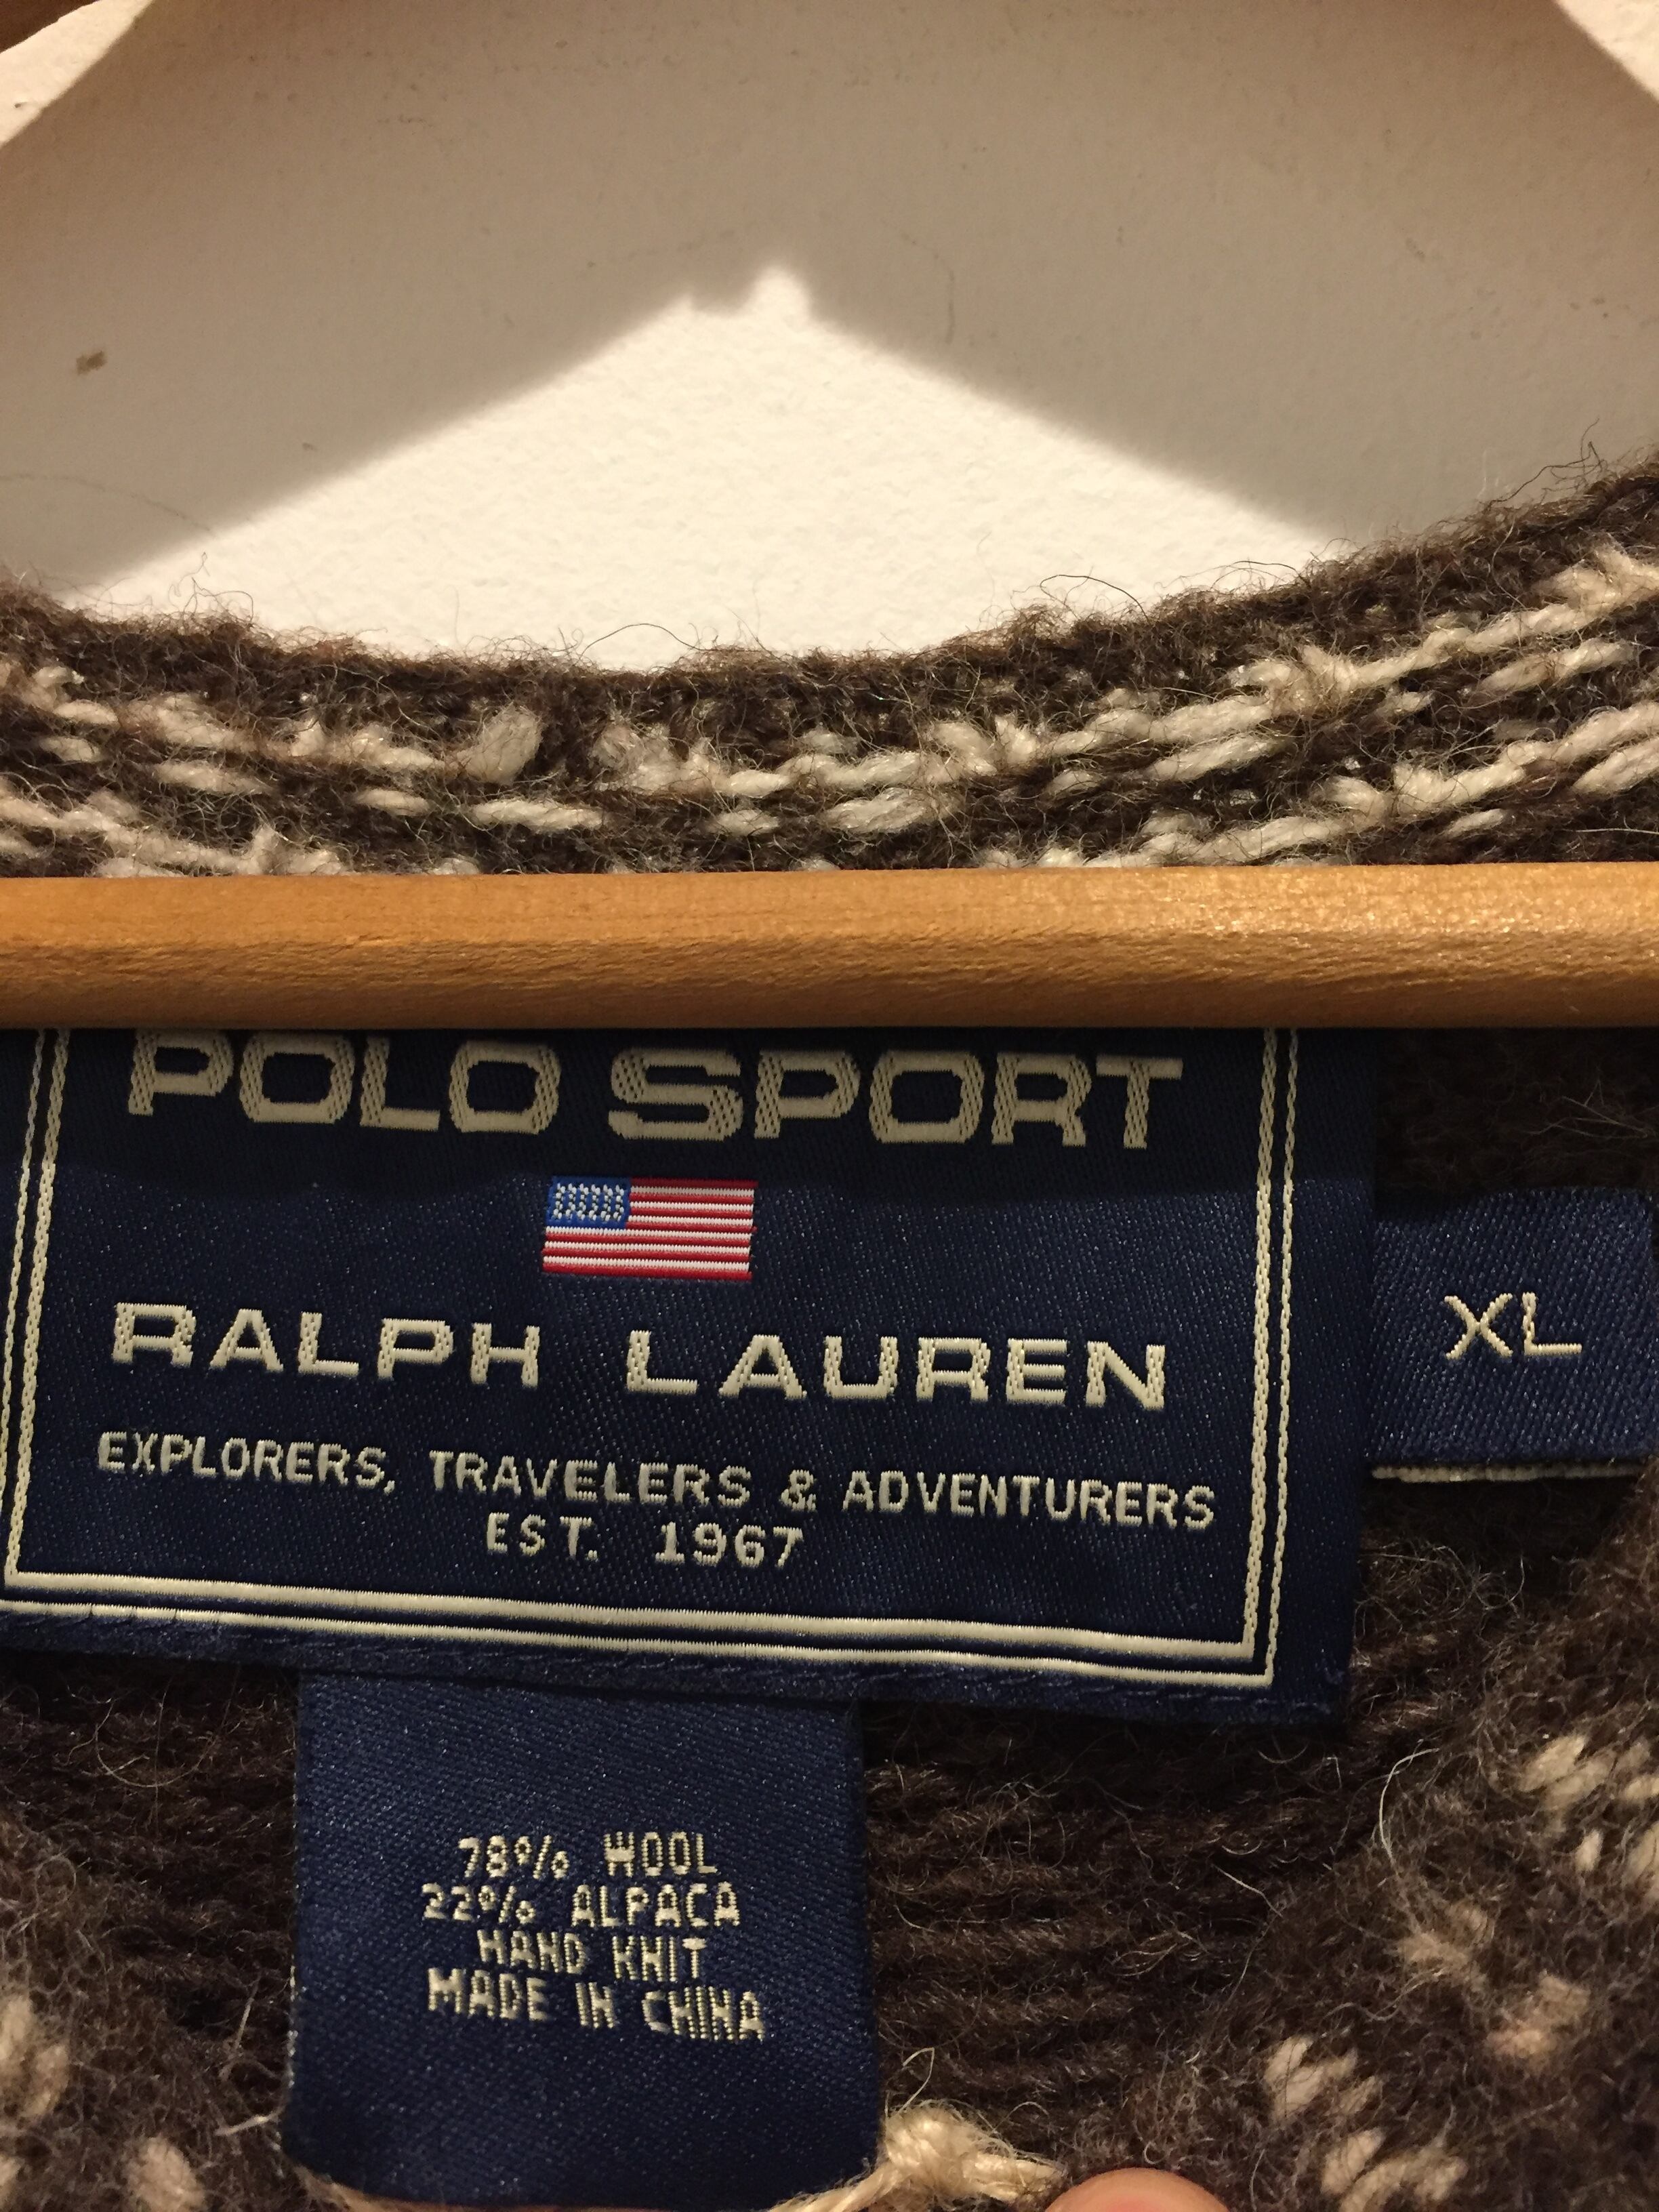 POLO SPORT
RALPH LAUREN
XL
EXPLORERS, TRAVELERS & ADVENTURERS
EST. 1967
78% WOOL
22% ALPACA
HAND KNIT
MADE IN CHINA